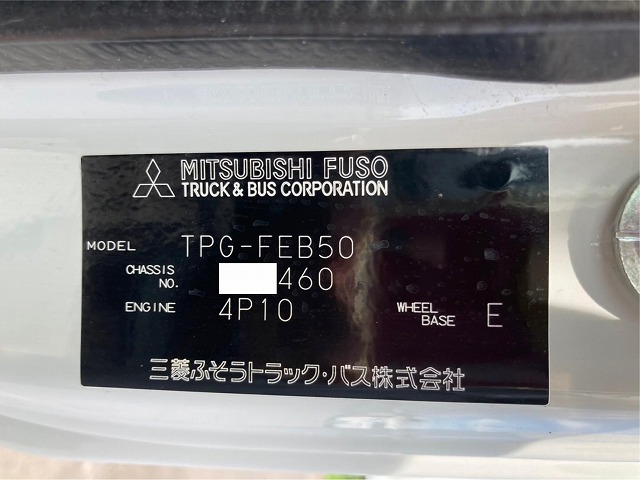 MITSUBISHI FUSO
TRUCK & BUS CORPORATION
MODEL TPG-FEB50
CHASSIS NO. 460
ENGINE 4P10 WHEEL BASE E
三菱ふそうトラック・バス株式会社